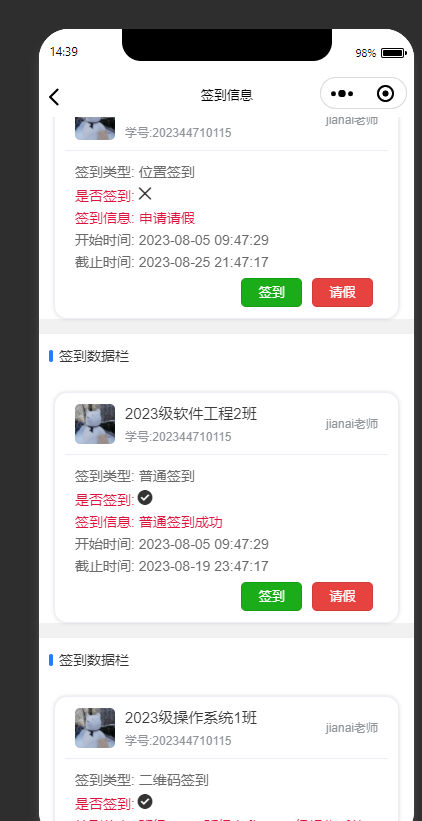 14:39
98%
签到信息
学号:202344710115
jianai老师
签到类型: 位置签到
是否签到:
签到信息: 申请请假
开始时间: 2023-08-05 09:47:29
截止时间: 2023-08-25 21:47:17
签到 请假
签到数据栏
2023级软件工程2班
jianai老师
学号:202344710115
签到类型: 普通签到
是否签到:
签到信息: 普通签到成功
开始时间: 2023-08-05 09:47:29
截止时间: 2023-08-19 23:47:17
签到 请假
签到数据栏
2023级操作系统1班
jianai老师
学号:202344710115
签到类型: 二维码签到
是否签到: